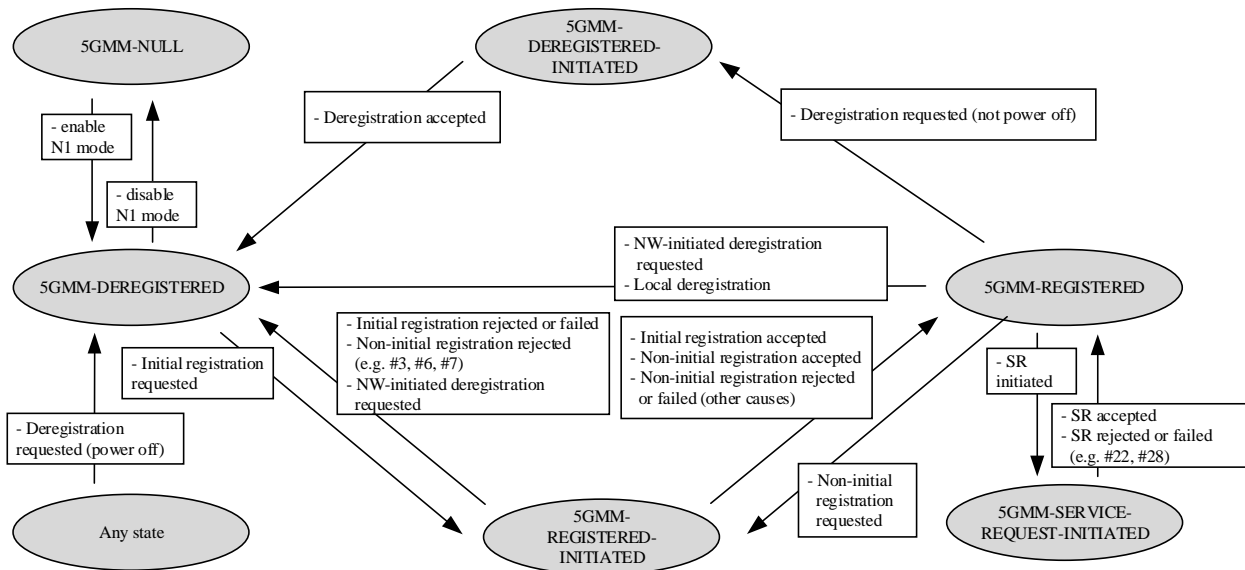 5GMM-NULL
5GMM-
DEREGISTERED-
INITIATED
- enable
N1 mode
- disable
N1 mode
- Deregistration accepted
- Deregistration requested (not power off)
5GMM-DEREGISTERED
- NW-initiated deregistration
requested
- Local deregistration
5GMM-REGISTERED
- Initial registration
requested
- Initial registration rejected or failed
- Non-initial registration rejected
(e.g. #3, #6, #7)
- NW-initiated deregistration
requested
- Initial registration accepted
- Non-initial registration accepted
- Non-initial registration rejected
or failed (other causes)
- SR
initiated
- SR accepted
- SR rejected or failed
(e.g. #22, #28)
- Deregistration
requested (power off)
- Non-initial
registration
requested
Any state
5GMM-
REGISTERED-
INITIATED
5GMM-SERVICE-
REQUEST-INITIATED